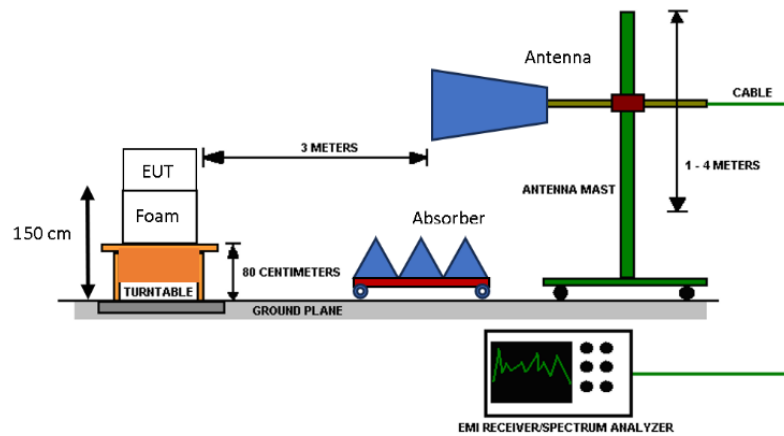 Antenna
CABLE
3 METERS
EUT
1 - 4 METERS
ANTENNA MAST
Foam
Absorber
150 cm
80 CENTIMETERS
TURNTABLE
GROUND PLANE
EMI RECEIVER/SPECTRUM ANALYZER